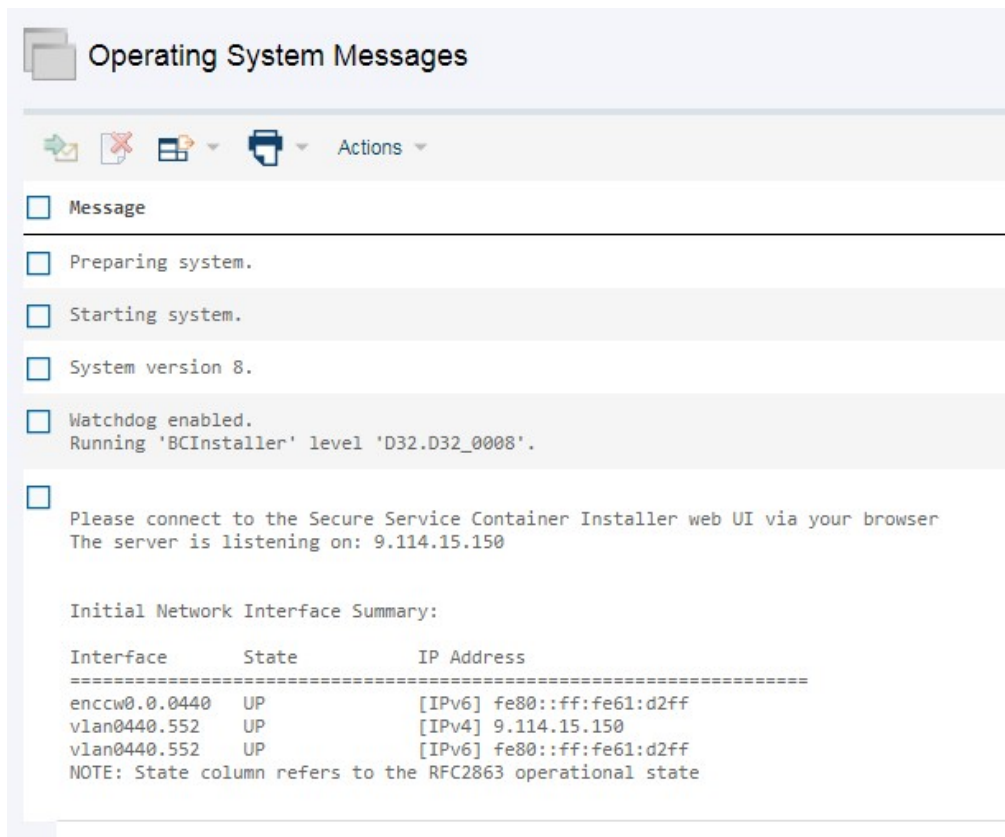 Operating System Messages
Actions
Message
Preparing system.
Starting system.
System version 8.
Watchdog enabled.
Running 'BCInstaller' level 'D32.D32_0008'.
Please connect to the Secure Service Container Installer web UI via your browser
The server is listening on: 9.114.15.150
Initial Network Interface Summary:
Interface State IP Address
====================================================================
enccw0.0.0440 UP [IPv6] fe80::ff:fe61:d2ff
vlan0440.552 UP [IPv4] 9.114.15.150
vlan0440.552 UP [IPv6] fe80::ff:fe61:d2ff
NOTE: State column refers to the RFC2863 operational state